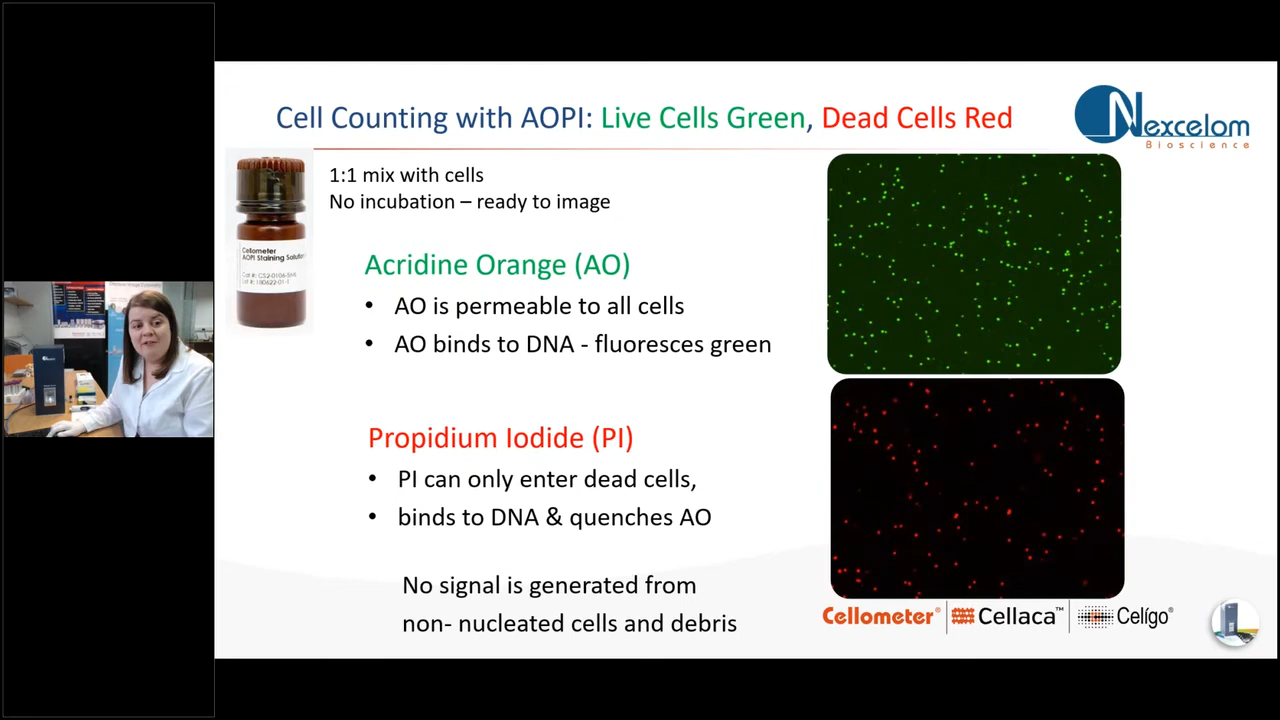 Cell Counting with AOPI: Live Cells Green, Dead Cells Red
Nexcelom
Bioscience
1:1 mix with cells
No incubation – ready to image
Cellometer
AOPI Staining Solution
Acridine Orange (AO)
• AO is permeable to all cells
• AO binds to DNA - fluoresces green
Propidium Iodide (PI)
• PI can only enter dead cells,
• binds to DNA & quenches AO
No signal is generated from
non- nucleated cells and debris
Cellometer® Cellaca™ Celígo®